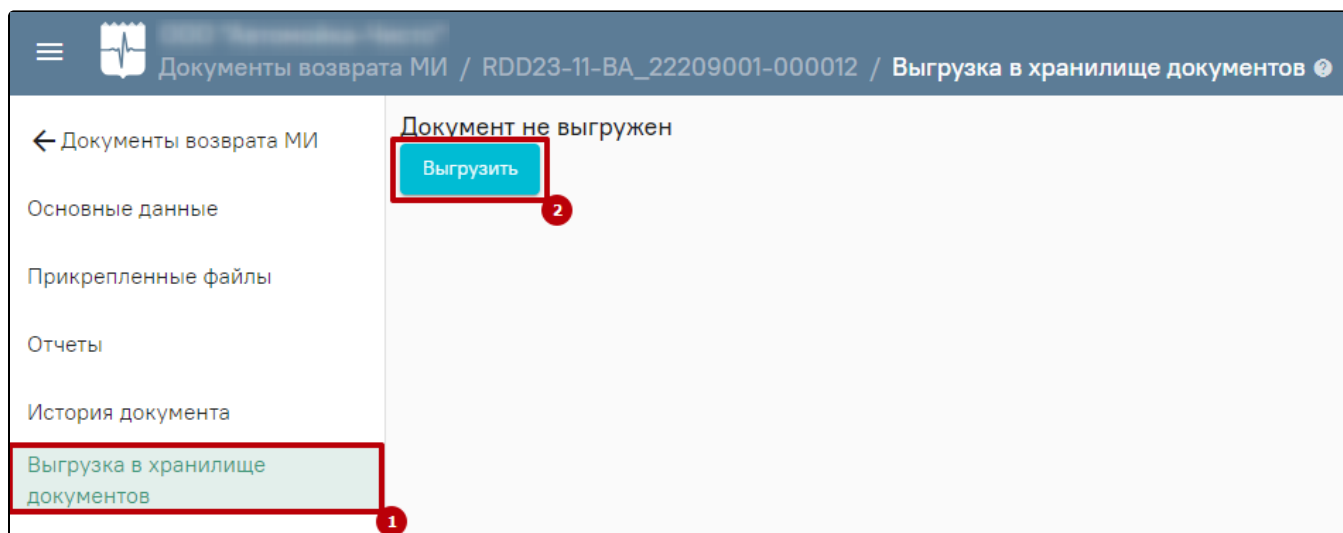 Документы возврата МИ / RDD23-11-BA_22209001-000012 / Выгрузка в хранилище документов ?
Документы возврата МИ
Основные данные
Прикрепленные файлы
Отчеты
История документа
Выгрузка в хранилище
документов
1
Документ не выгружен
Выгрузить
2